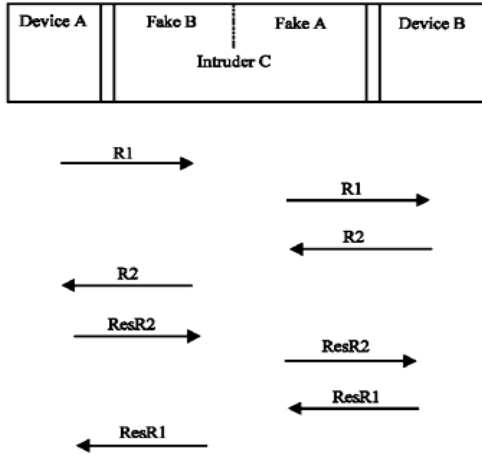 Device A Fake B Fake A Device B
Intruder C
R1
R1
R2
R2
ResR2
ResR2
ResR1
ResR1